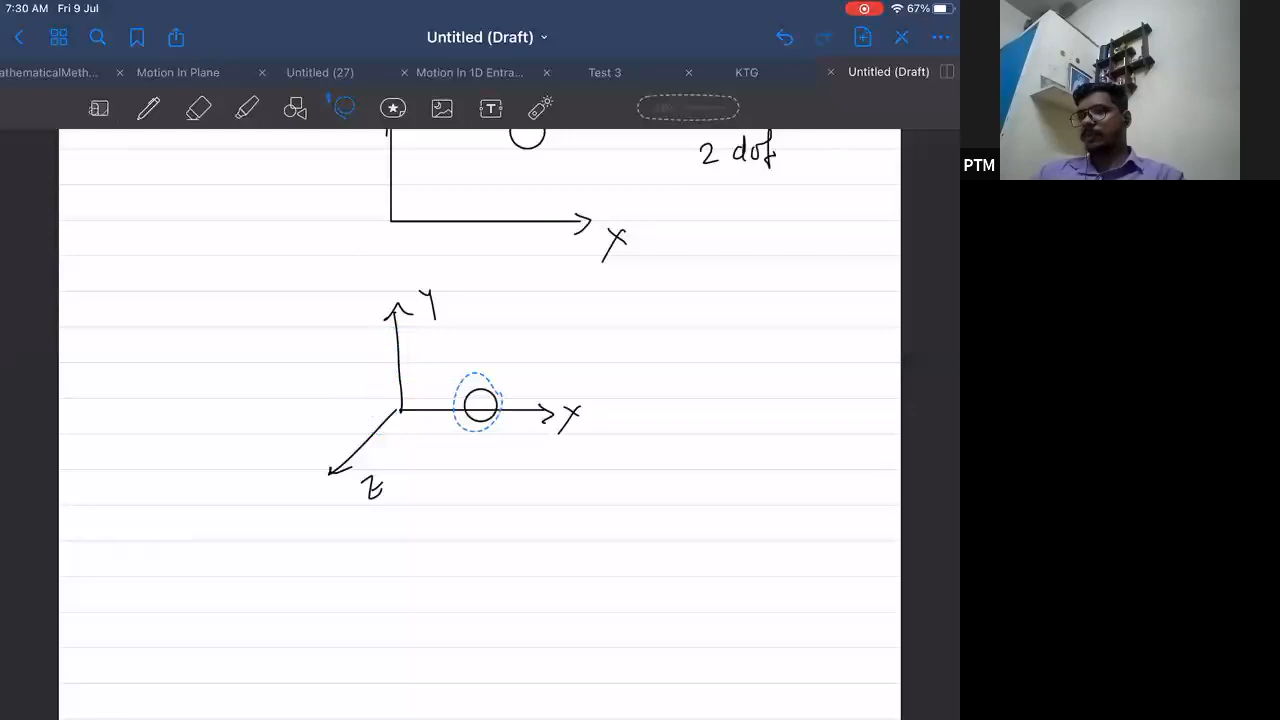 7:30 AM Fri 9 Jul
67%
Untitled (Draft)
athematicalMeth...
Motion In Plane
Untitled (27)
Motion In 1D Entra...
Test 3
KTG
Untitled (Draft)
T
2 dof
X
Y
X
Z
PTM